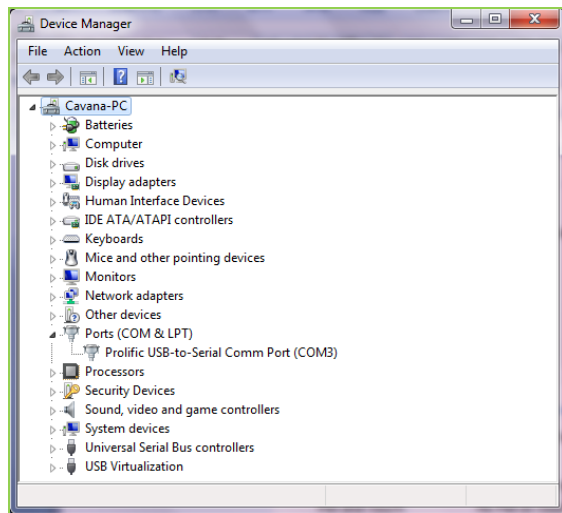 Device Manager
File Action View Help
Cavana-PC
Batteries
Computer
Disk drives
Display adapters
Human Interface Devices
IDE ATA/ATAPI controllers
Keyboards
Mice and other pointing devices
Monitors
Network adapters
Other devices
Ports (COM & LPT)
Prolific USB-to-Serial Comm Port (COM3)
Processors
Security Devices
Sound, video and game controllers
System devices
Universal Serial Bus controllers
USB Virtualization